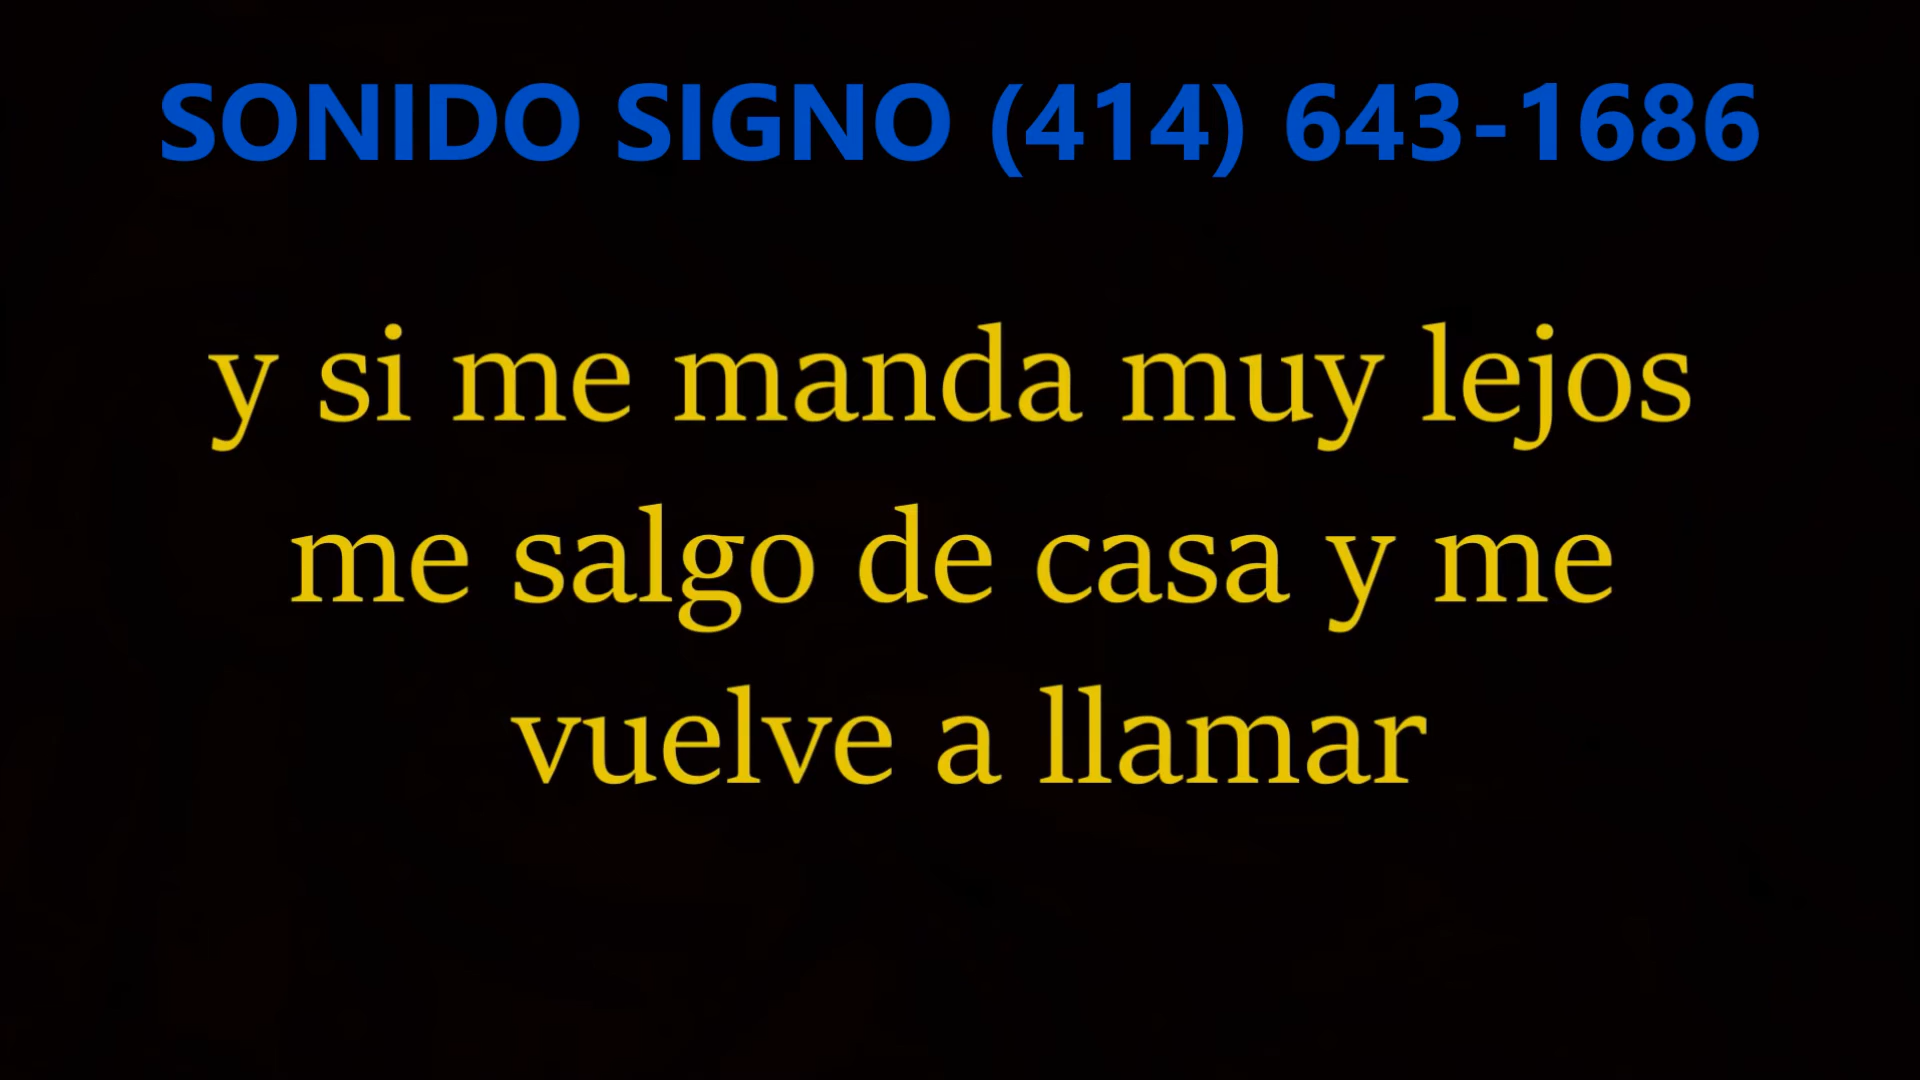 SONIDO SIGNO (414) 643-1686
y si me manda muy lejos
me salgo de casa y me
vuelve a llamar